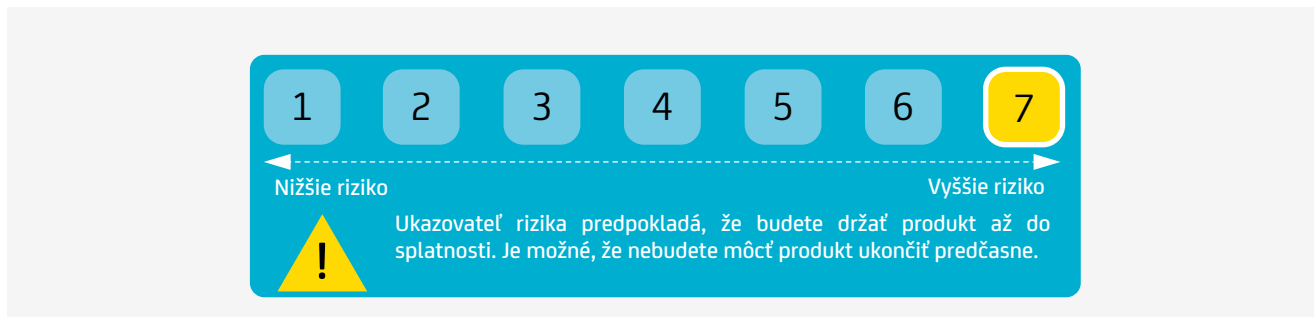 1 2 3 4 5 6 7
Nižšie riziko Vyššie riziko
! Ukazovateľ rizika predpokladá, že budete držať produkt až do
splatnosti. Je možné, že nebudete môcť produkt ukončiť predčasne.